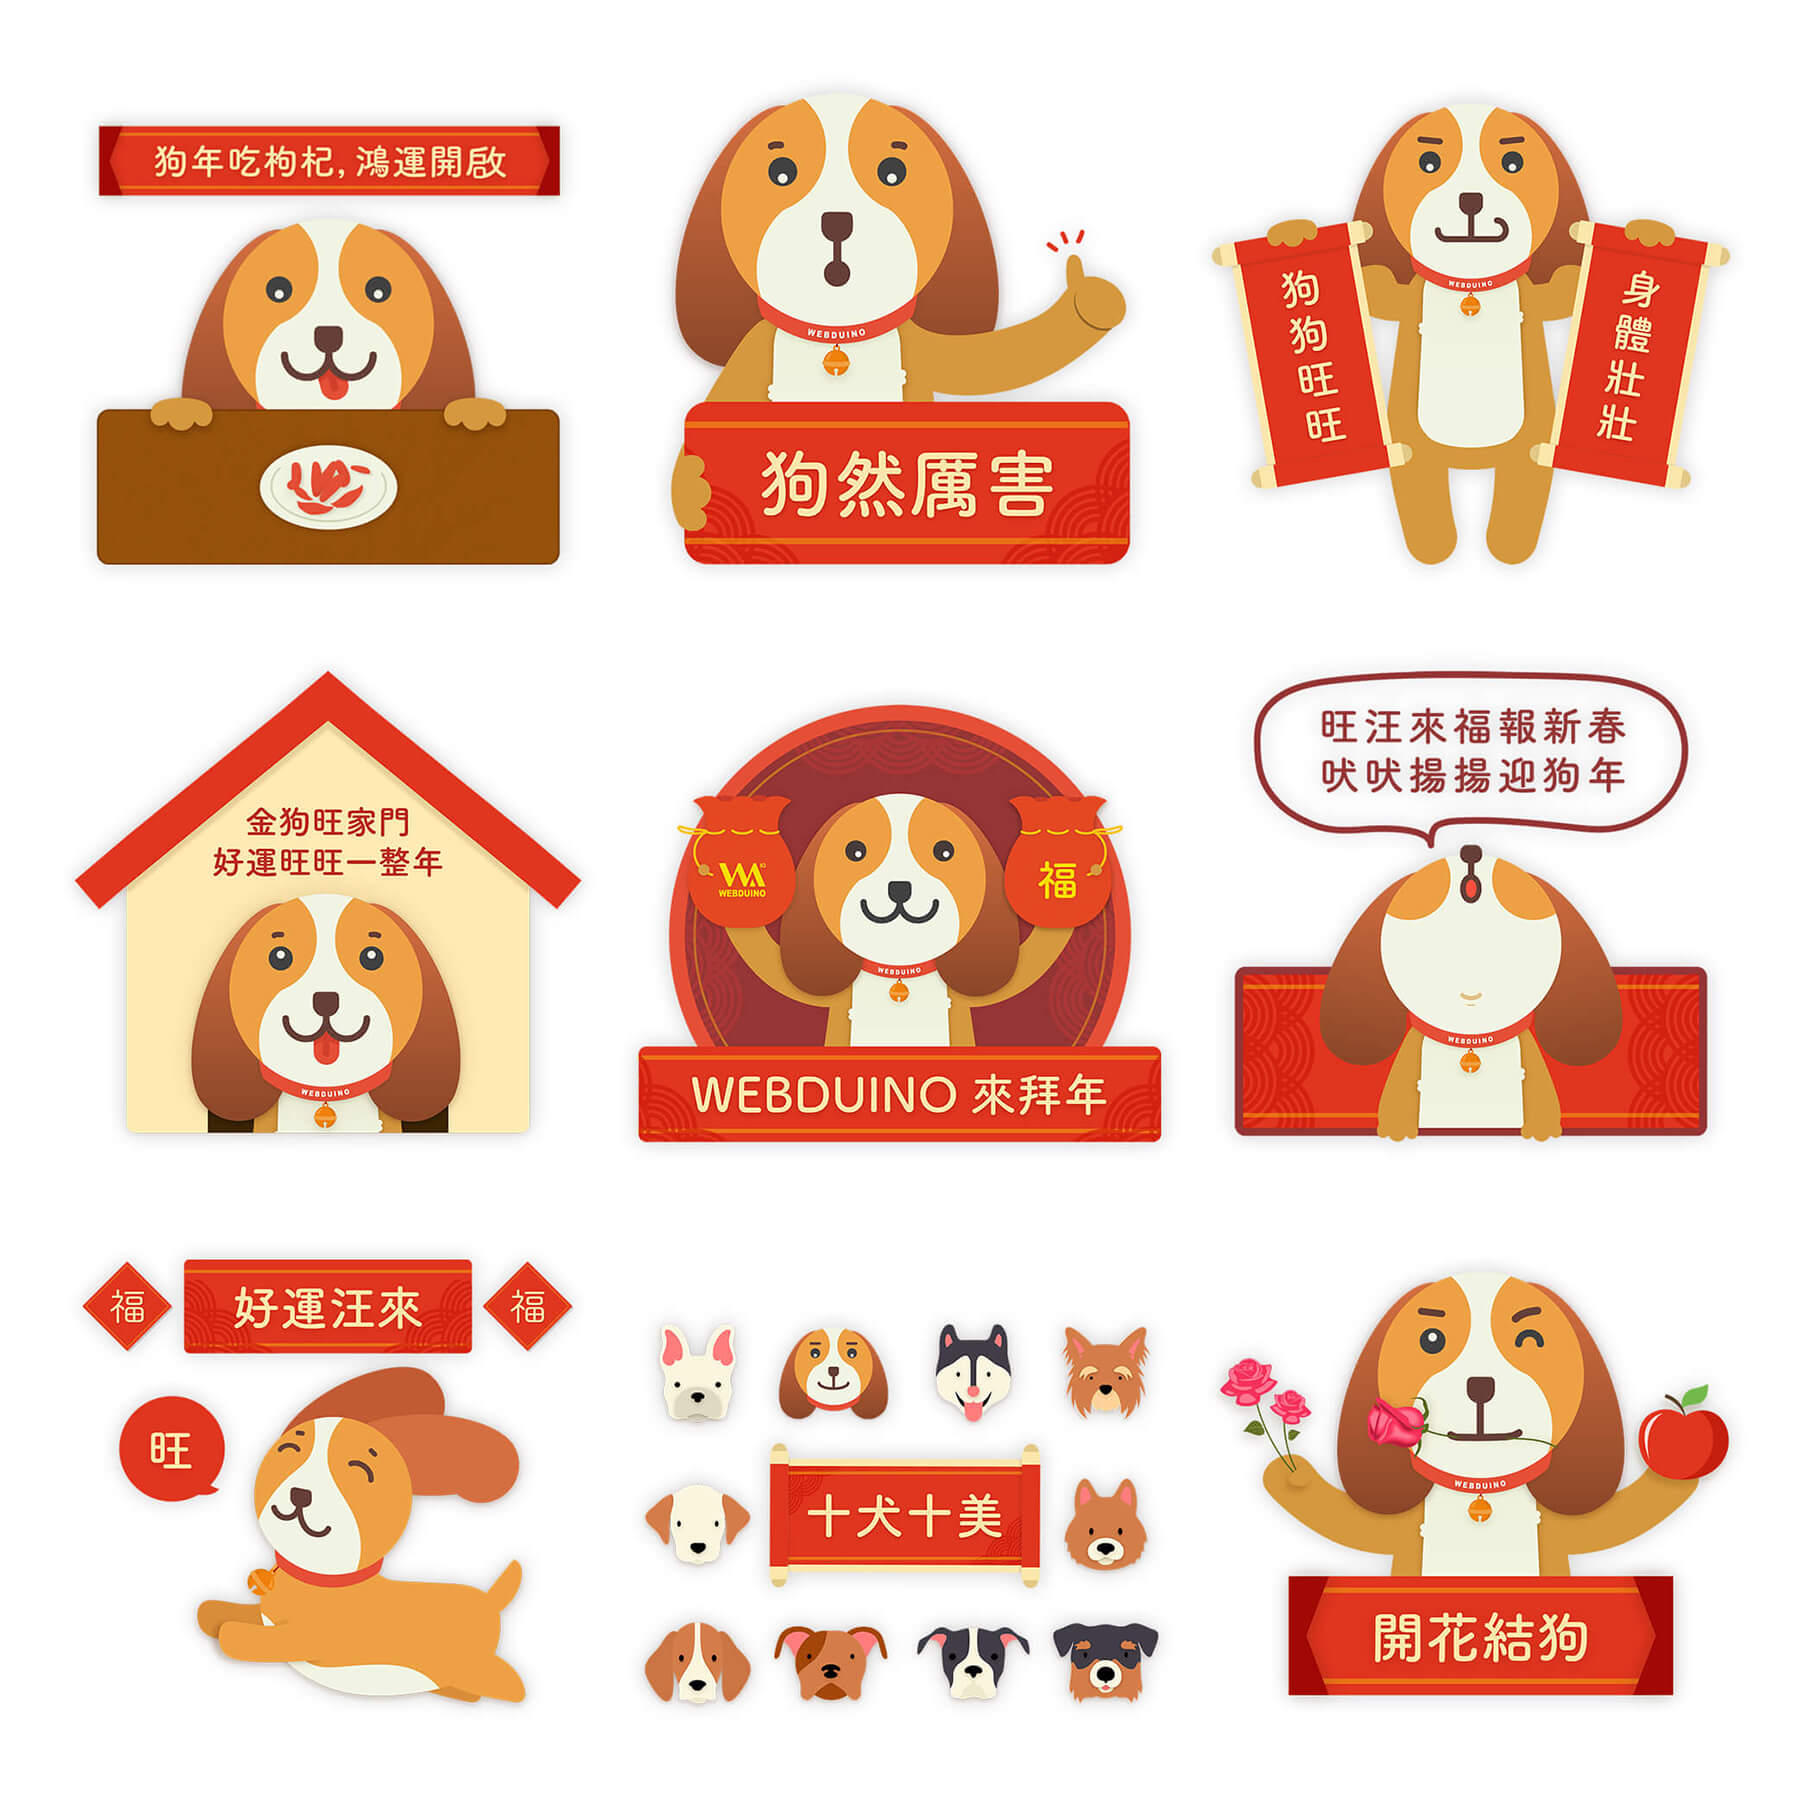 狗年吃枸杞,鴻運開啟
WEBDUINO
狗然厲害
狗狗旺旺
身體壯壯
WEBDUINO
金狗旺家門
好運旺旺一整年
WEBDUINO
WEBDUINO
福
WEBDUINO
WEBDUINO 來拜年
旺汪來福報新春
吠吠揚揚迎狗年
WEBDUINO
福
好運汪來
福
旺
十犬十美
WEBDUINO
開花結狗